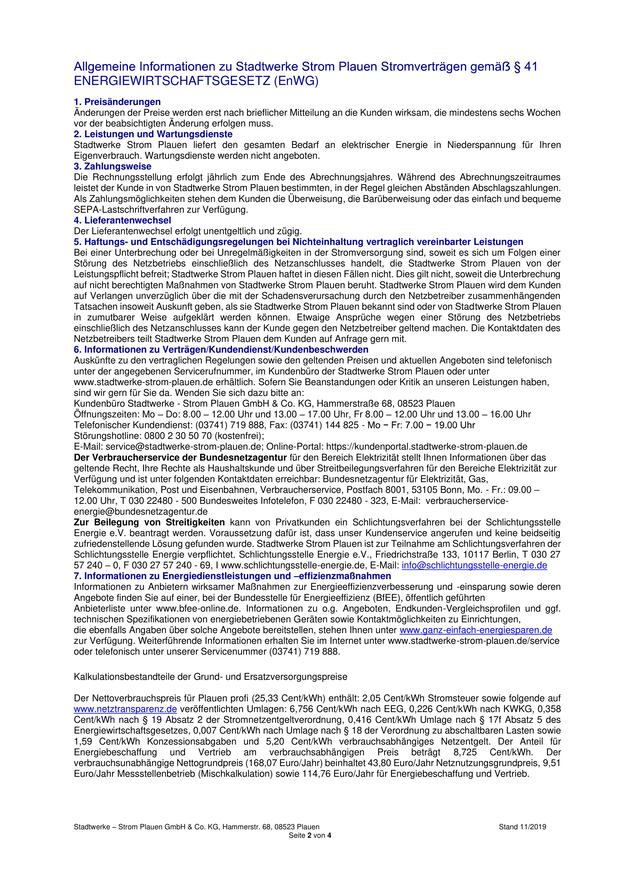 Allgemeine Informationen zu Stadtwerke Strom Plauen Stromverträgen gemäß § 41
ENERGIEWIRTSCHAFTSGESETZ (EnWG)
1. Preisänderungen
Änderungen der Preise werden erst nach brieflicher Mitteilung an die Kunden wirksam, die mindestens sechs Wochen
vor der beabsichtigten Änderung erfolgen muss.
2. Leistungen und Wartungsdienste
Stadtwerke Strom Plauen liefert den gesamten Bedarf an elektrischer Energie in Niederspannung für Ihren
Eigenverbrauch. Wartungsdienste werden nicht angeboten.
3. Zahlungsweise
Die Rechnungsstellung erfolgt jährlich zum Ende des Abrechnungsjahres. Während des Abrechnungszeitraumes
leistet der Kunde in von Stadtwerke Strom Plauen bestimmten, in der Regel gleichen Abständen Abschlagszahlungen.
Als Zahlungsmöglichkeiten stehen dem Kunden die Überweisung, die Barüberweisung oder das einfach und bequeme
SEPA-Lastschriftverfahren zur Verfügung.
4. Lieferantenwechsel
Der Lieferantenwechsel erfolgt unentgeltlich und zügig.
5. Haftungs- und Entschädigungsregelungen bei Nichteinhaltung vertraglich vereinbarter Leistungen
Bei einer Unterbrechung oder bei Unregelmäßigkeiten in der Stromversorgung sind, soweit es sich um Folgen einer
Störung des Netzbetriebs einschließlich des Netzanschlusses handelt, die Stadtwerke Strom Plauen von der
Leistungspflicht befreit; Stadtwerke Strom Plauen haftet in diesen Fällen nicht. Dies gilt nicht, soweit die Unterbrechung
auf nicht berechtigten Maßnahmen von Stadtwerke Strom Plauen beruht. Stadtwerke Strom Plauen wird dem Kunden
auf Verlangen unverzüglich über die mit der Schadensverursachung durch den Netzbetreiber zusammenhängenden
Tatsachen insoweit Auskunft geben, als sie Stadtwerke Strom Plauen bekannt sind oder von Stadtwerke Strom Plauen
in zumutbarer Weise aufgeklärt werden können. Etwaige Ansprüche wegen einer Störung des Netzbetriebs
einschließlich des Netzanschlusses kann der Kunde gegen den Netzbetreiber geltend machen. Die Kontaktdaten des
Netzbetreibers teilt Stadtwerke Strom Plauen dem Kunden auf Anfrage gern mit.
6. Informationen zu Verträgen/Kundendienst/Kundenbeschwerden
Auskünfte zu den vertraglichen Regelungen sowie den geltenden Preisen und aktuellen Angeboten sind telefonisch
unter der angegebenen Servicerufnummer, im Kundenbüro der Stadtwerke Strom Plauen oder unter
www.stadtwerke-strom-plauen.de erhältlich. Sofern Sie Beanstandungen oder Kritik an unseren Leistungen haben,
sind wir gern für Sie da. Wenden Sie sich dazu bitte an:
Kundenbüro Stadtwerke - Strom Plauen GmbH & Co. KG, Hammerstraße 68, 08523 Plauen
Öffnungszeiten: Mo – Do: 8.00 – 12.00 Uhr und 13.00 – 17.00 Uhr, Fr 8.00 – 12.00 Uhr und 13.00 – 16.00 Uhr
Telefonischer Kundendienst: (03741) 719 888, Fax: (03741) 144 825 - Mo – Fr: 7.00 – 19.00 Uhr
Störungshotline: 0800 2 30 50 70 (kostenfrei);
E-Mail: service@stadtwerke-strom-plauen.de; Online-Portal: https://kundenportal.stadtwerke-strom-plauen.de
Der Verbraucherservice der Bundesnetzagentur für den Bereich Elektrizität stellt Ihnen Informationen über das
geltende Recht, Ihre Rechte als Haushaltskunde und über Streitbeilegungsverfahren für den Bereiche Elektrizität zur
Verfügung und ist unter folgenden Kontaktdaten erreichbar: Bundesnetzagentur für Elektrizität, Gas,
Telekommunikation, Post und Eisenbahnen, Verbraucherservice, Postfach 8001, 53105 Bonn, Mo. - Fr.: 09.00 –
12.00 Uhr, T 030 22480 - 500 Bundesweites Infotelefon, F 030 22480 - 323, E-Mail: verbraucherservice-
energie@bundesnetzagentur.de
Zur Beilegung von Streitigkeiten kann von Privatkunden ein Schlichtungsverfahren bei der Schlichtungsstelle
Energie e.V. beantragt werden. Voraussetzung dafür ist, dass unser Kundenservice angerufen und keine beidseitig
zufriedenstellende Lösung gefunden wurde. Stadtwerke Strom Plauen ist zur Teilnahme am Schlichtungsverfahren der
Schlichtungsstelle Energie verpflichtet. Schlichtungsstelle Energie e.V., Friedrichstraße 133, 10117 Berlin, T 030 27
57 240 – 0, F 030 27 57 240 - 69, I www.schlichtungsstelle-energie.de, E-Mail: info@schlichtungsstelle-energie.de
7. Informationen zu Energiedienstleistungen und –effizienzmaßnahmen
Informationen zu Anbietern wirksamer Maßnahmen zur Energieeffizienzverbesserung und -einsparung sowie deren
Angebote finden Sie auf einer, bei der Bundesstelle für Energieeffizienz (BfEE), öffentlich geführten
Anbieterliste unter www.bfee-online.de. Informationen zu o.g. Angeboten, Endkunden-Vergleichsprofilen und ggf.
technischen Spezifikationen von energiebetriebenen Geräten sowie Kontaktmöglichkeiten zu Einrichtungen,
die ebenfalls Angaben über solche Angebote bereitstellen, stehen Ihnen unter www.ganz-einfach-energiesparen.de
zur Verfügung. Weiterführende Informationen erhalten Sie im Internet unter www.stadtwerke-strom-plauen.de/service
oder telefonisch unter unserer Servicenummer (03741) 719 888.
Kalkulationsbestandteile der Grund- und Ersatzversorgungspreise
Der Nettoverbrauchspreis für Plauen profi (25,33 Cent/kWh) enthält: 2,05 Cent/kWh Stromsteuer sowie folgende auf
www.netztransparenz.de veröffentlichten Umlagen: 6,756 Cent/kWh nach EEG, 0,226 Cent/kWh nach KWKG, 0,358
Cent/kWh nach § 19 Absatz 2 der Stromnetzentgeltverordnung, 0,416 Cent/kWh Umlage nach § 17f Absatz 5 des
Energiewirtschaftsgesetzes, 0,007 Cent/kWh nach Umlage nach § 18 der Verordnung zu abschaltbaren Lasten sowie
1,59 Cent/kWh Konzessionsabgaben und 5,20 Cent/kWh verbrauchsabhängiges Netzentgelt. Der Anteil für
Energiebeschaffung und Vertrieb am verbrauchsabhängigen Preis beträgt 8,725 Cent/kWh. Der
verbrauchsunabhängige Nettogrundpreis (168,07 Euro/Jahr) beinhaltet 43,80 Euro/Jahr Netznutzungsgrundpreis, 9,51
Euro/Jahr Messstellenbetrieb (Mischkalkulation) sowie 114,76 Euro/Jahr für Energiebeschaffung und Vertrieb.
Stadtwerke – Strom Plauen GmbH & Co. KG, Hammerstr. 68, 08523 Plauen Stand 11/2019
Seite 2 von 4